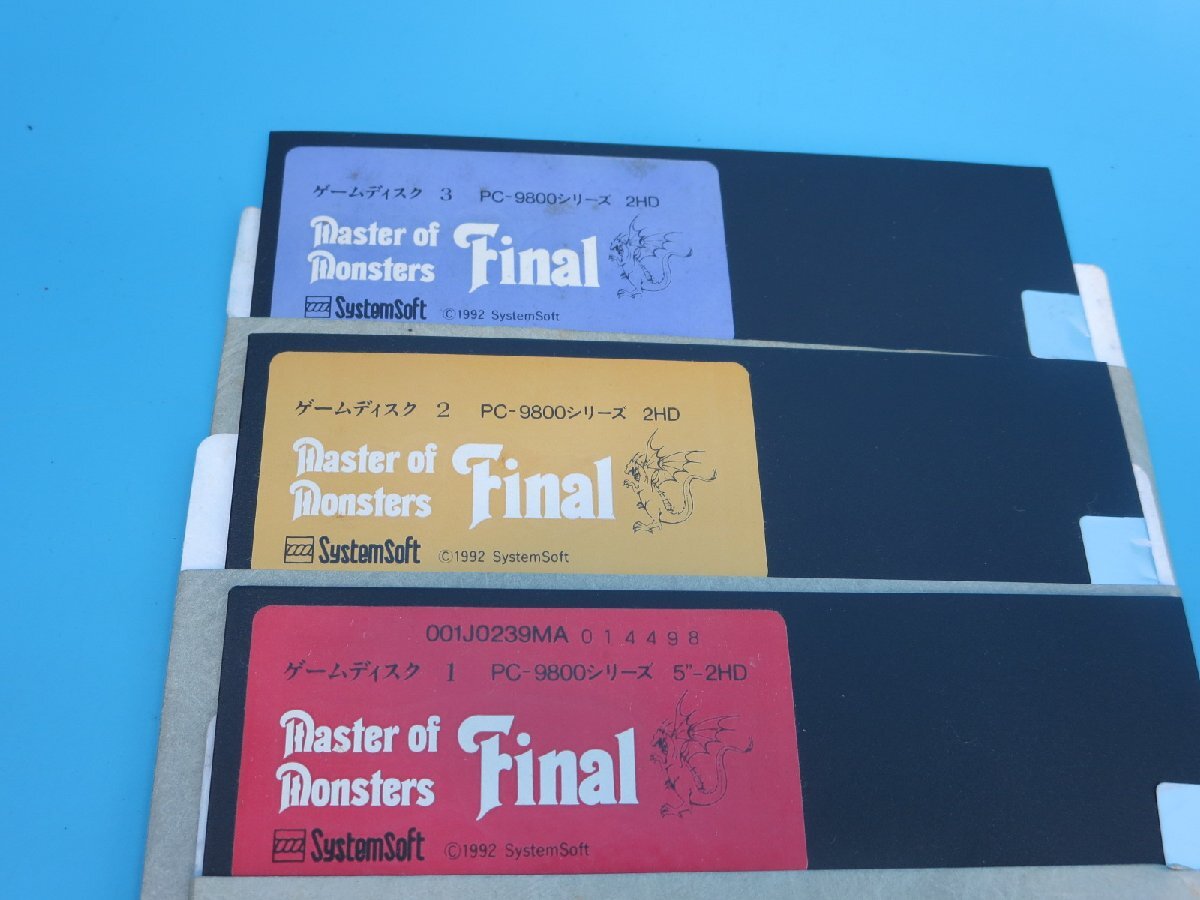 ゲームディスク 3 PC-9800シリーズ 2HD
Master of
Monsters
Final
SystemSoft ©1992 SystemSoft
ゲームディスク 2 PC-9800シリーズ 2HD
Master of
Monsters
Final
SystemSoft ©1992 SystemSoft
001J0239MA 014498
ゲームディスク 1 PC-9800シリーズ 5"-2HD
Master of
Monsters
Final
SystemSoft ©1992 SystemSoft